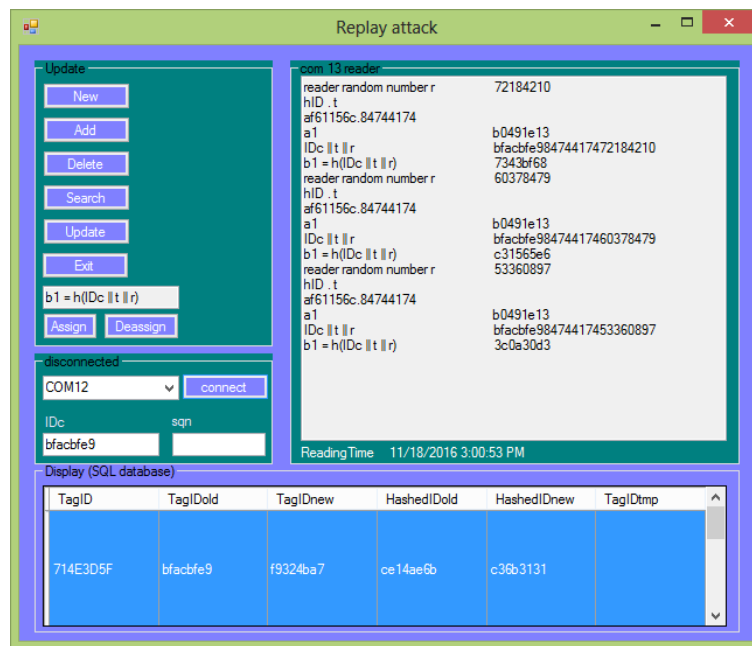 Replay attack
Update
New
Add
Delete
Search
Update
Exit
b1 = h(IDc ||t || r)
Assign Deassign
disconnected
COM12 connect
IDc sqn
bfacbfe9
com 13 reader
reader random number r 72184210
hID . t
af61156c.84744174
a1 b0491e13
IDc || t || r bfacbfe98474417472184210
b1 = h(IDc || t || r) 7343bf68
reader random number r 60378479
hID . t
af61156c.84744174
a1 b0491e13
IDc || t || r bfacbfe98474417460378479
b1 = h(IDc || t || r) c31565e6
reader random number r 53360897
hID . t
af61156c.84744174
a1 b0491e13
IDc || t || r bfacbfe98474417453360897
b1 = h(IDc || t || r) 3c0a30d3
Reading Time 11/18/2016 3:00:53 PM
Display (SQL database)
TagID TagIDold TagIDnew HashedIDold HashedIDnew TagIDtmp
714E3D5F bfacbfe9 f9324ba7 ce14ae6b c36b3131